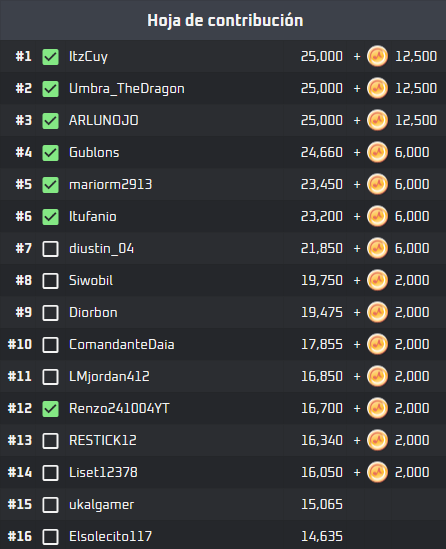 Hoja de contribución
#1 ItzCuy 25,000 + 12,500
#2 Umbra_TheDragon 25,000 + 12,500
#3 ARLUNOJO 25,000 + 12,500
#4 Gublons 24,660 + 6,000
#5 mariorm2913 23,450 + 6,000
#6 Itufanio 23,200 + 6,000
#7 diustin_04 21,850 + 6,000
#8 Siwobil 19,750 + 2,000
#9 Diorbon 19,475 + 2,000
#10 ComandanteDaia 17,855 + 2,000
#11 LMjordan412 16,850 + 2,000
#12 Renzo241004YT 16,700 + 2,000
#13 RESTICK12 16,340 + 2,000
#14 Liset12378 16,050 + 2,000
#15 ukalgamer 15,065
#16 Elsolecito117 14,635